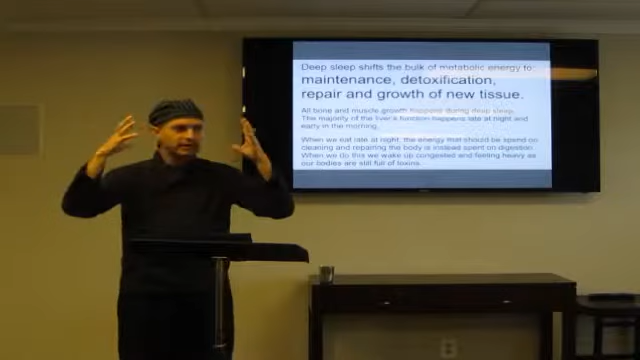 Deep sleep shifts the bulk of metabolic energy to:
maintenance, detoxification,
repair and growth of new tissue.
All bone and muscle growth happens during deep sleep.
The majority of the liver's function happens late at night and
early in the morning.
When we eat late at night, the energy that should be spend on
cleaning and repairing the body is instead spent on digestion.
When we do this we wake up congested and feeling heavy as
our bodies are still full of toxins.